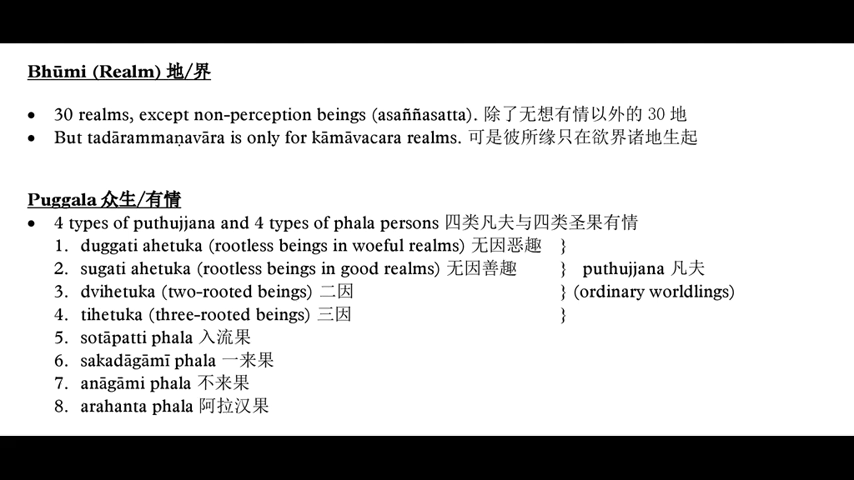 Bhūmi (Realm) 地/界
• 30 realms, except non-perception beings (asaññasatta). 除了无想有情以外的 30 地
• But tadārammaṇavāra is only for kāmāvacara realms. 可是彼所缘只在欲界诸地生起
Puggala 众生/有情
• 4 types of puthujjana and 4 types of phala persons 四类凡夫与四类圣果有情
1. duggati ahetuka (rootless beings in woeful realms) 无因恶趣 }
2. sugati ahetuka (rootless beings in good realms) 无因善趣 } puthujjana 凡夫
3. dvihetuka (two-rooted beings) 二因 } (ordinary worldlings)
4. tihetuka (three-rooted beings) 三因 }
5. sotāpatti phala 入流果
6. sakadāgāmī phala 一来果
7. anāgāmi phala 不来果
8. arahanta phala 阿拉汉果